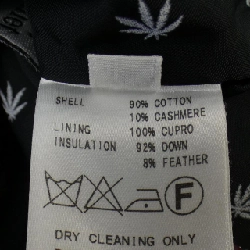 SHELL 90% COTTON
10% CASHMERE
LINING 100% CUPRO
INSULATION 92% DOWN
8% FEATHER
F
DRY CLEANING ONLY